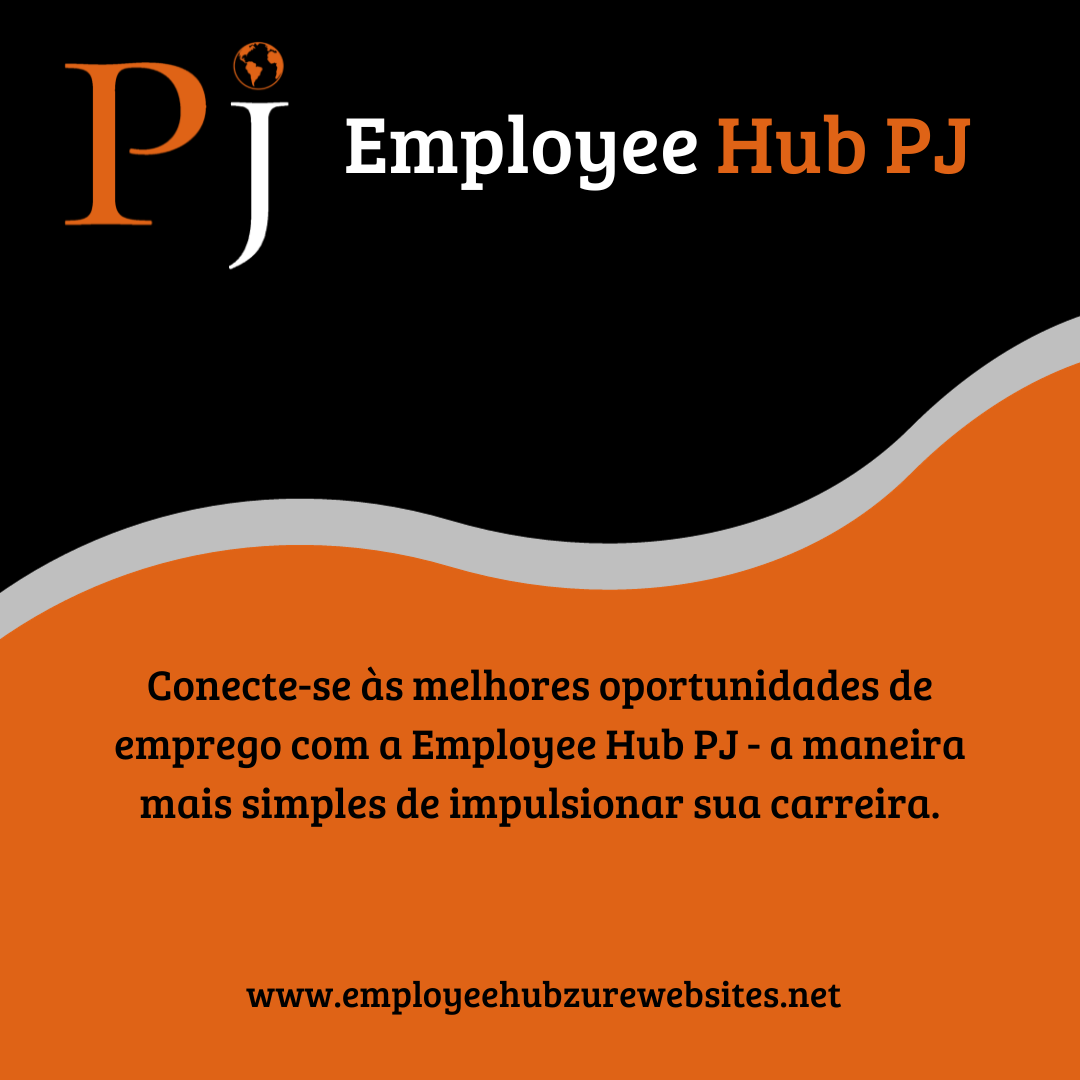 Pj
Employee Hub PJ
Conecte-se às melhores oportunidades de
emprego com a Employee Hub PJ - a maneira
mais simples de impulsionar sua carreira.
www.employeehubzurewebsites.net